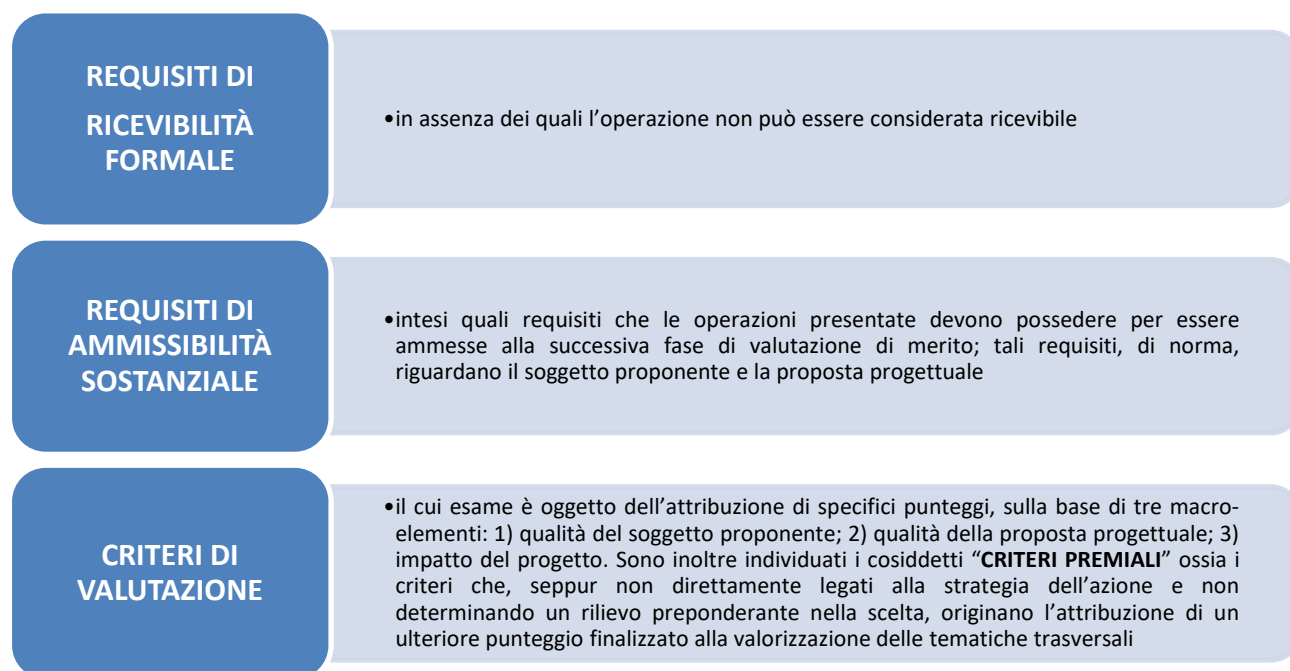 REQUISITI DI
RICEVIBILITÀ
FORMALE
•in assenza dei quali l’operazione non può essere considerata ricevibile
REQUISITI DI
AMMISSIBILITÀ
SOSTANZIALE
•intesi quali requisiti che le operazioni presentate devono possedere per essere
ammesse alla successiva fase di valutazione di merito; tali requisiti, di norma,
riguardano il soggetto proponente e la proposta progettuale
CRITERI DI
VALUTAZIONE
•il cui esame è oggetto dell’attribuzione di specifici punteggi, sulla base di tre macro-
elementi: 1) qualità del soggetto proponente; 2) qualità della proposta progettuale; 3)
impatto del progetto. Sono inoltre individuati i cosiddetti “CRITERI PREMIALI” ossia i
criteri che, seppur non direttamente legati alla strategia dell’azione e non
determinando un rilievo preponderante nella scelta, originano l’attribuzione di un
ulteriore punteggio finalizzato alla valorizzazione delle tematiche trasversali